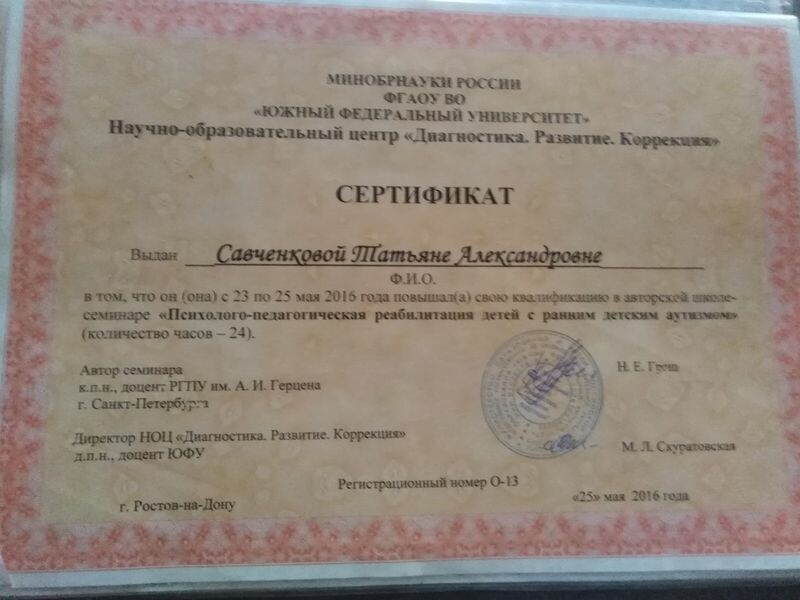 МИНОБРНАУКИ РОССИИ
ФГАОУ ВО
«ЮЖНЫЙ ФЕДЕРАЛЬНЫЙ УНИВЕРСИТЕТ»
Научно-образовательный центр «Диагностика. Развитие. Коррекция»
СЕРТИФИКАТ
Выдан Савченковой Татьяне Александровне
Ф.И.О.
в том, что он (она) с 23 по 25 мая 2016 года повышал(а) свою квалификацию в авторской школе-
семинаре «Психолого-педагогическая реабилитация детей с ранним детским аутизмом»
(количество часов – 24).
Автор семинара Н. Е. Грош
к.п.н., доцент РГПУ им. А. И. Герцена
г. Санкт-Петербурга
Директор НОЦ «Диагностика. Развитие. Коррекция»
д.п.н., доцент ЮФУ М. Л. Скуратовская
Регистрационный номер О-13
г. Ростов-на-Дону «25» мая 2016 года